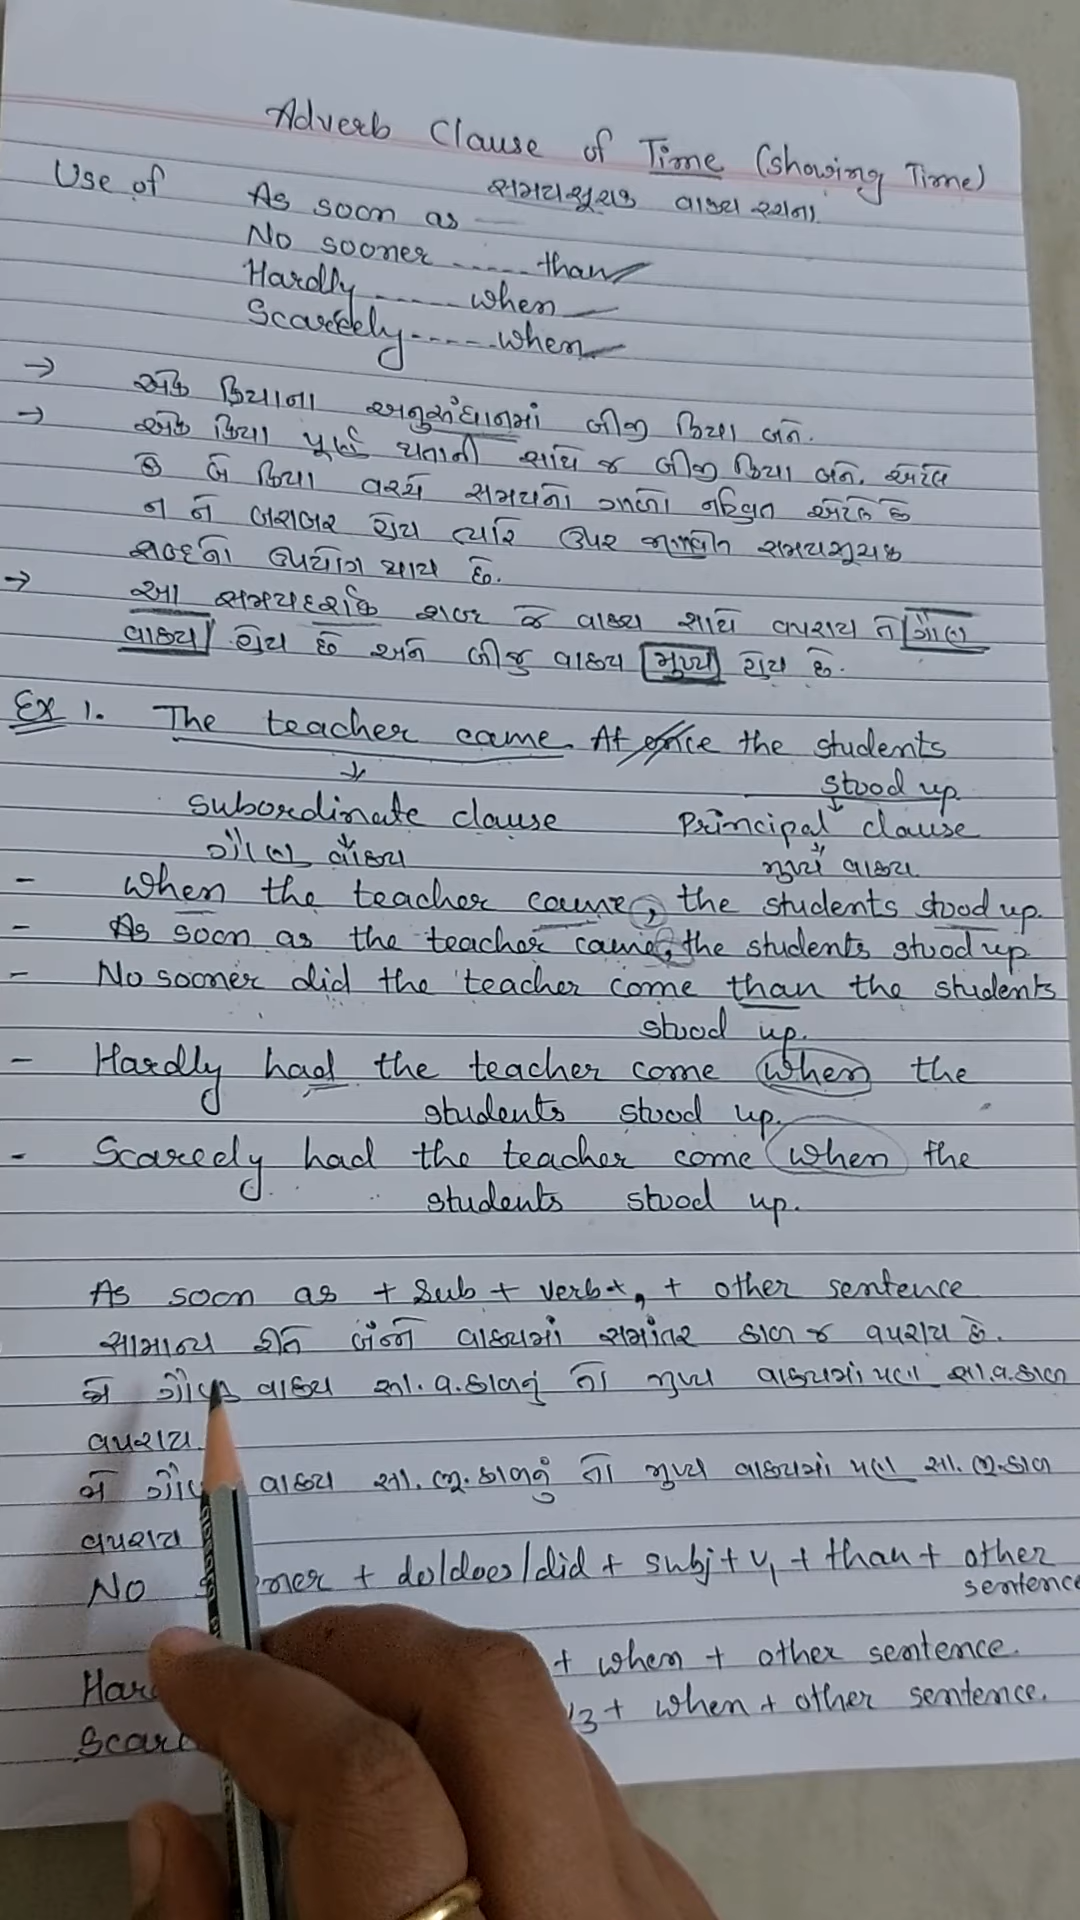 Adverb Clause of Time (showing Time)
સમયસૂચક વાક્ય રચના.
Use of As soon as —
No sooner ...... than
Hardly ...... when
Scarcely ..... when
→ એક ક્રિયાના અનુસંધાનમાં બીજી ક્રિયા બને.
→ એક ક્રિયા પૂર્ણ થતાની સાથે જ બીજી ક્રિયા બને. એટલે
કે બે ક્રિયા વચ્ચે સમયનો ગાળો નહિવત એટલે કે
ન ને બરાબર હોય ત્યારે ઉપર મુજબના સમયસૂચક
શબ્દનો ઉપયોગ થાય છે.
→ આ સમયદર્શક શબ્દ જે વાક્ય સાથે વપરાય તે ગૌણ
વાક્ય હોય છે અને બીજુ વાક્ય મુખ્ય હોય છે.
Ex 1. The teacher came. At once the students
stood up.
Subordinate clause Principal clause
ગૌણ વાક્ય મુખ્ય વાક્ય
- when the teacher came, the students stood up.
- As soon as the teacher came, the students stood up
- No sooner did the teacher come than the students
stood up.
- Hardly had the teacher come when the
students stood up.
- Scarcely had the teacher come when the
students stood up.
As soon as + Sub + verb + , + other sentence
સામાન્ય રીતે બંને વાક્યમાં સમાંતર કાળ જ વપરાય છે.
જો ગૌણ વાક્ય સા. વ. કાળનું તો મુખ્ય વાક્યમાં પણ સા. વ. કાળ
વપરાય.
જો વાક્ય સા. ભૂ. કાળનું તો મુખ્ય વાક્યમાં પણ સા. ભૂ. કાળ
વપરાય
No + do/does/did + subj + V1 + than + other
sentence
+ when + other sentence.
+ when + other sentence.